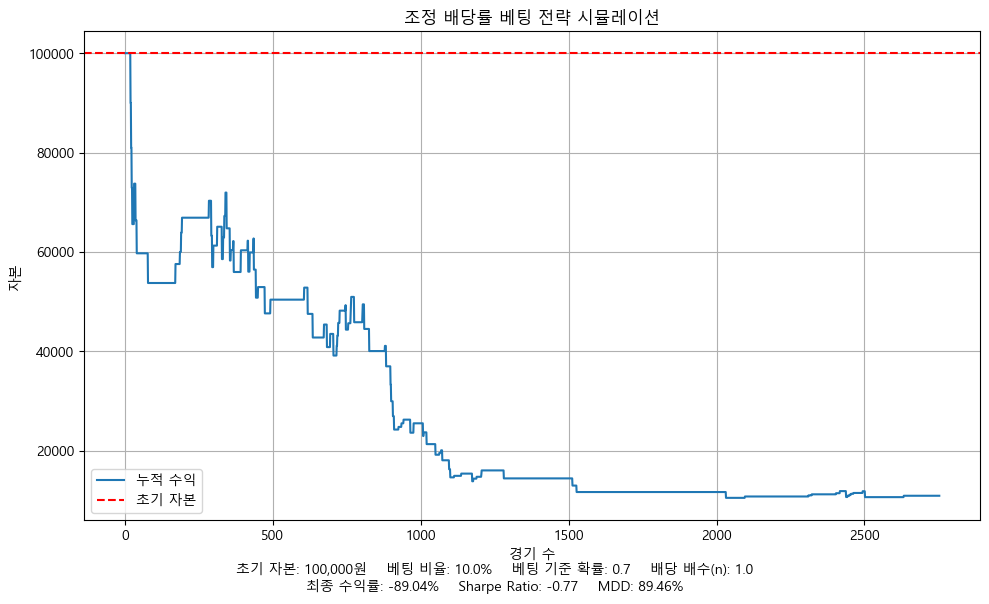 조정 배당률 베팅 전략 시뮬레이션
자본
100000
80000
60000
40000
20000
누적 수익
초기 자본
0
500
1000
1500
2000
2500
경기 수
초기 자본: 100,000원 베팅 비율: 10.0% 베팅 기준 확률: 0.7 배당 배수(n): 1.0
최종 수익률: -89.04% Sharpe Ratio: -0.77 MDD: 89.46%